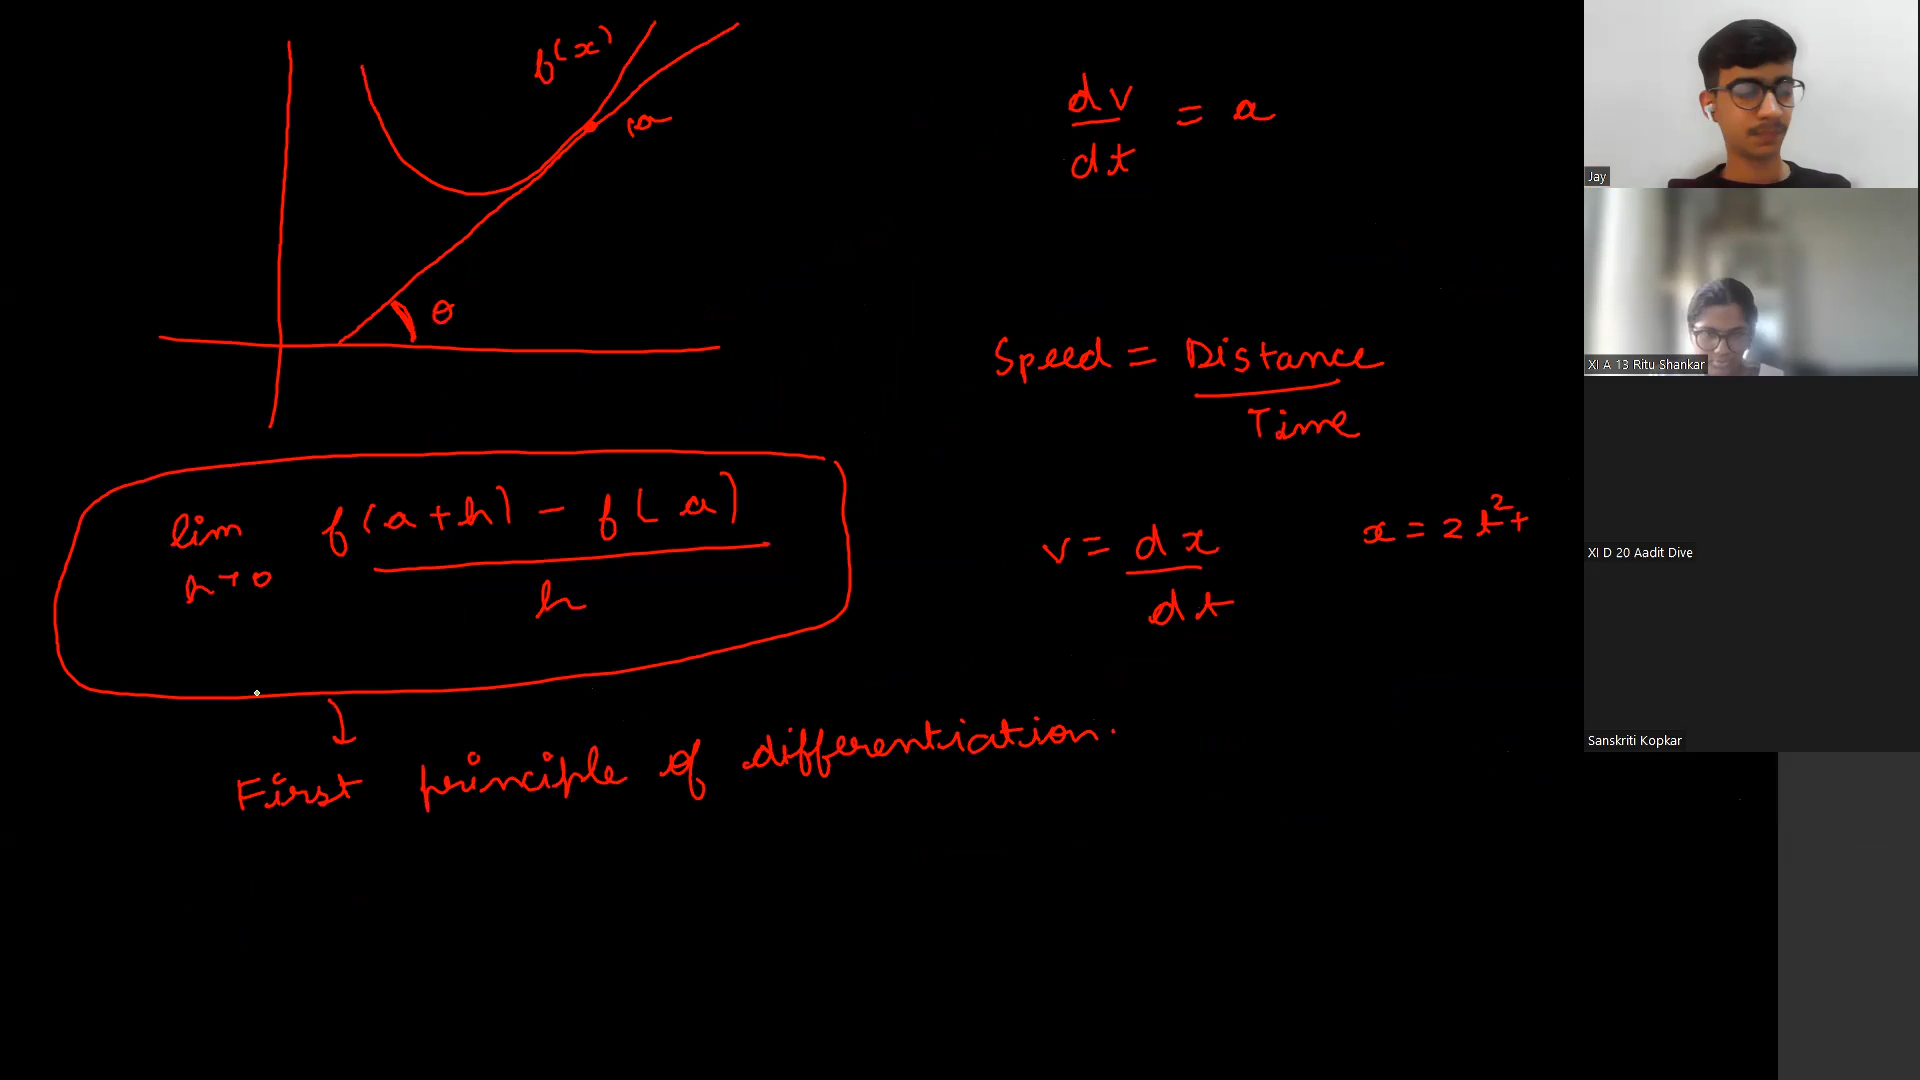 f(x)
a
θ
lim h→0 f(a+h) - f(a) / h
First principle of differentiation.
dv/dt = a
Speed = Distance / Time
v = dx/dt
x = 2t²+
Jay
XI A 13 Ritu Shankar
XI D 20 Aadit Dive
Sanskriti Kopkar